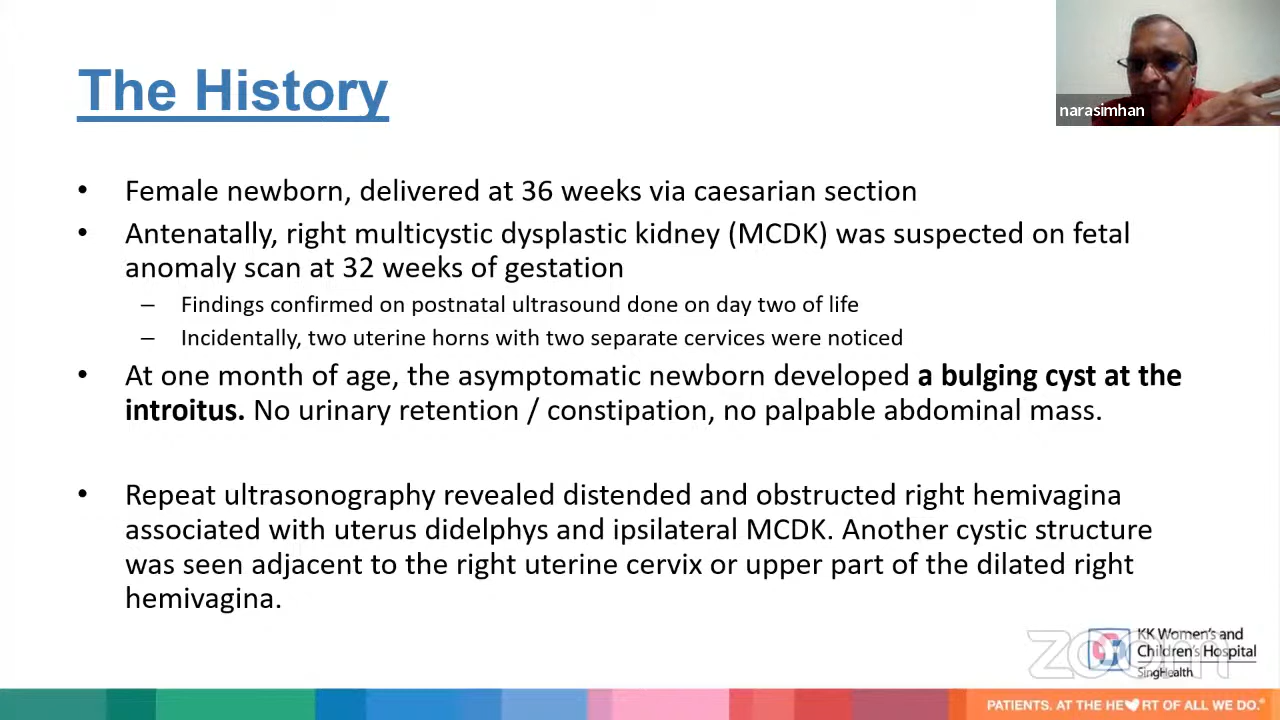 The History
narasimhan
• Female newborn, delivered at 36 weeks via caesarian section
• Antenatally, right multicystic dysplastic kidney (MCDK) was suspected on fetal
anomaly scan at 32 weeks of gestation
– Findings confirmed on postnatal ultrasound done on day two of life
– Incidentally, two uterine horns with two separate cervices were noticed
• At one month of age, the asymptomatic newborn developed a bulging cyst at the
introitus. No urinary retention / constipation, no palpable abdominal mass.
• Repeat ultrasonography revealed distended and obstructed right hemivagina
associated with uterus didelphys and ipsilateral MCDK. Another cystic structure
was seen adjacent to the right uterine cervix or upper part of the dilated right
hemivagina.
zoom
KK Women's and
Children's Hospital
SingHealth
PATIENTS. AT THE HE♥RT OF ALL WE DO.®